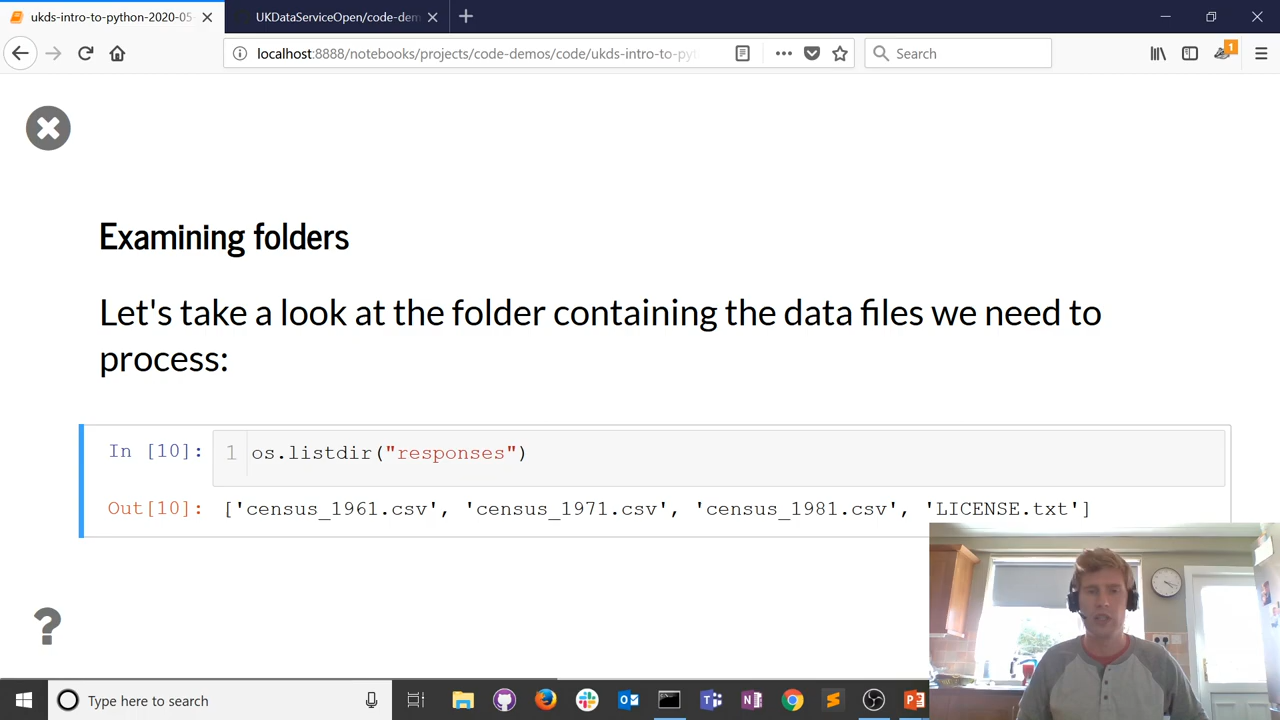 ukds-intro-to-python-2020-05-
UKDataServiceOpen/code-dem
localhost:8888/notebooks/projects/code-demos/code/ukds-intro-to-pyt
Search
1
Examining folders
Let's take a look at the folder containing the data files we need to
process:
In [10]:
1 os.listdir("responses")
Out[10]: ['census_1961.csv', 'census_1971.csv', 'census_1981.csv', 'LICENSE.txt']
?
Type here to search